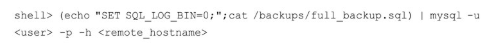 shell> (echo "SET SQL_LOG_BIN=0;";cat /backups/full_backup.sql) | mysql -u
<user> -p -h <remote_hostname>